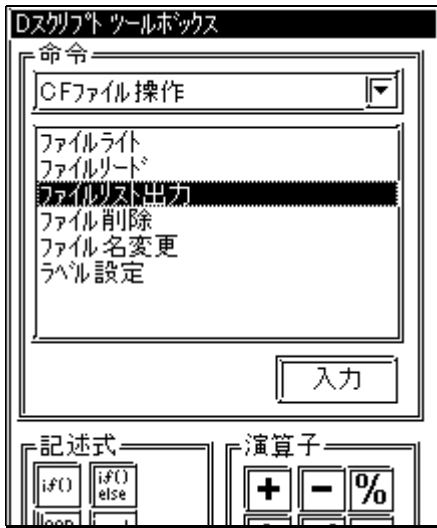 Dｽｸﾘﾌﾟﾄ ﾂｰﾙﾎﾞｯｸｽ
命令
CFﾌｧｲﾙ操作
ﾌｧｲﾙﾗｲﾄ
ﾌｧｲﾙﾘｰﾄﾞ
ﾌｧｲﾙﾘｽﾄ出力
ﾌｧｲﾙ削除
ﾌｧｲﾙ名変更
ﾗﾍﾞﾙ設定
入力
記述式
演算子
if()
if()
else
+
-
%
loop